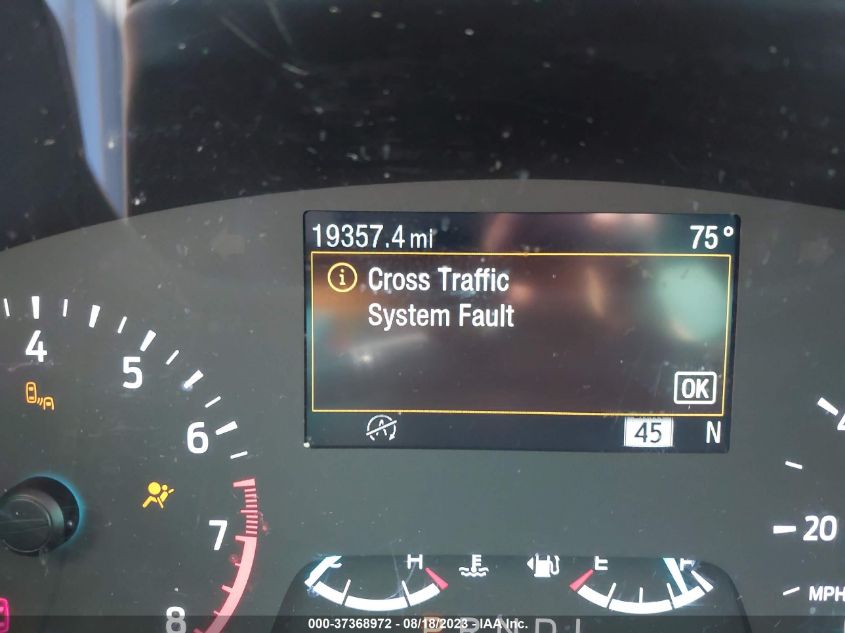 19357.4 mi 75°
Cross Traffic
System Fault
OK
45 N
4
5
6
7
8
20
MPH
H E E
000-37368972 - 08/18/2023 - IAA Inc.
P R N D L